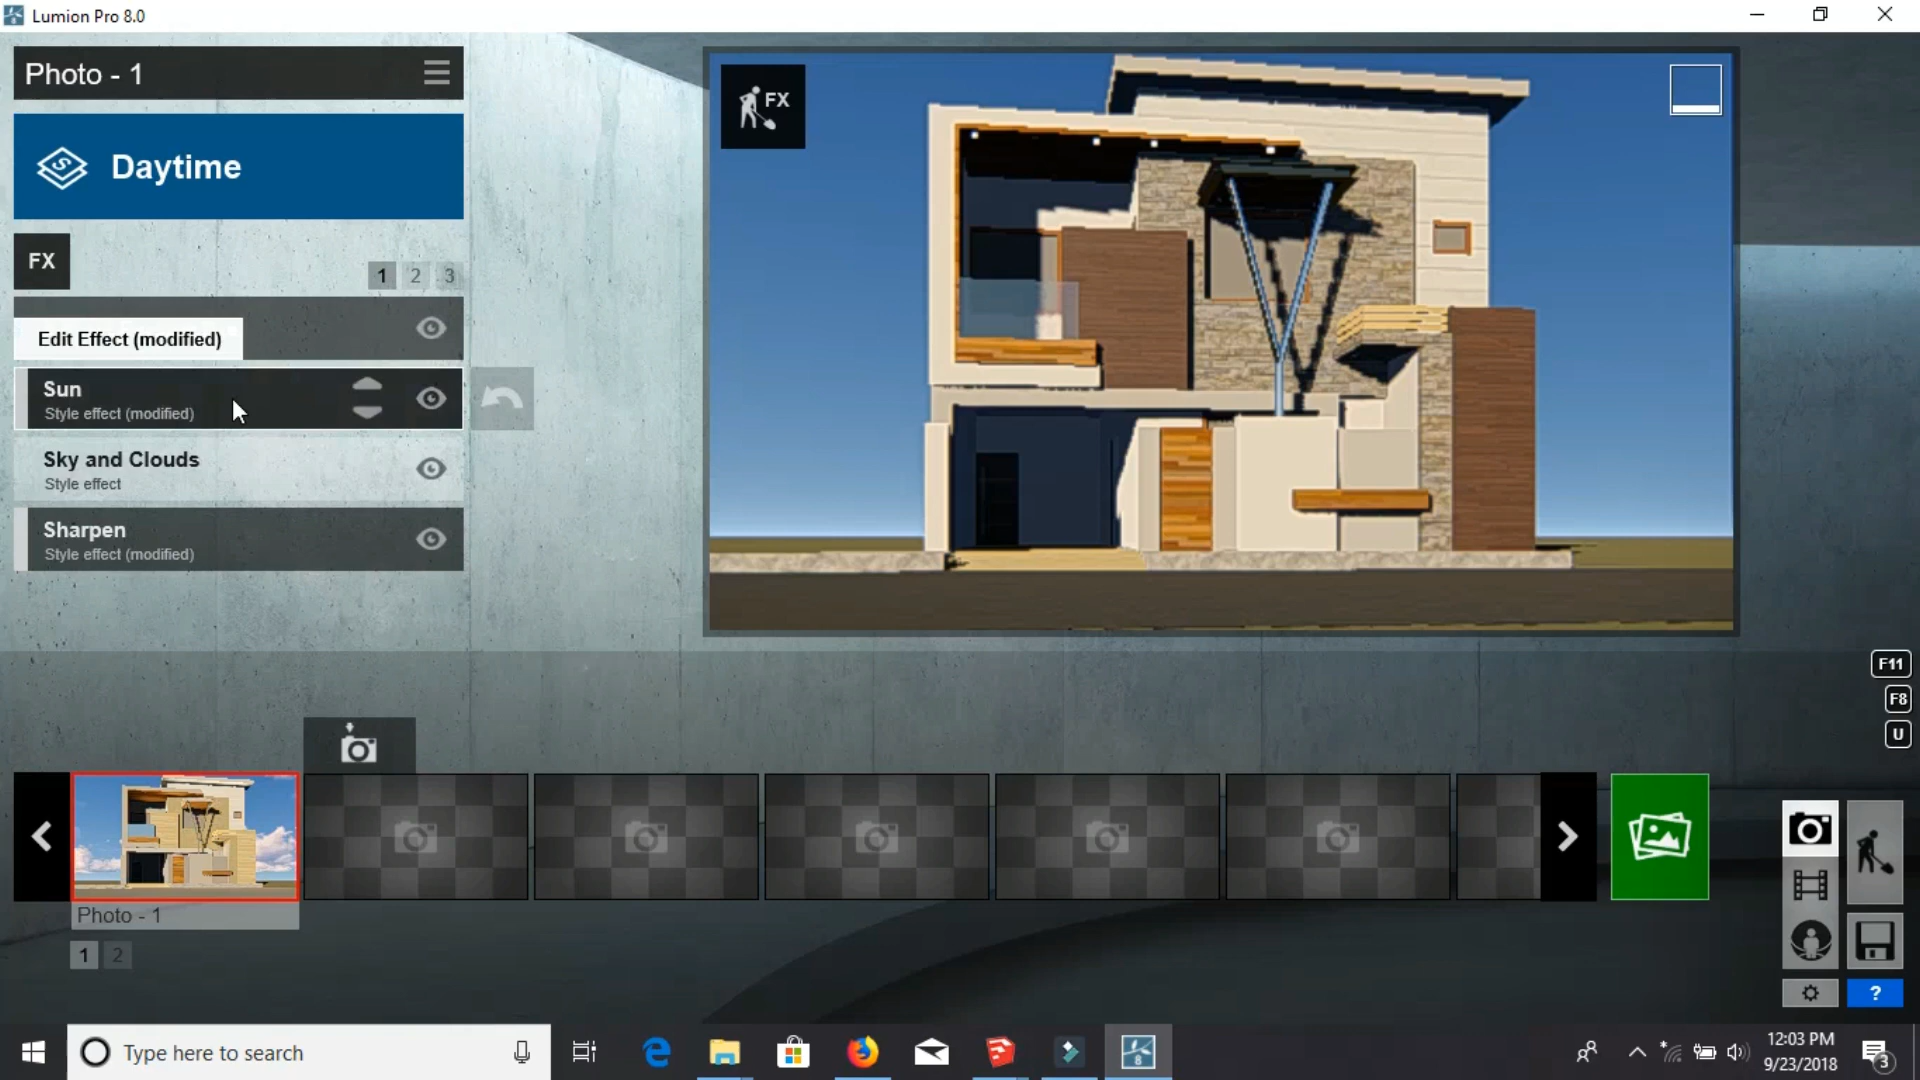 Lumion Pro 8.0
Photo - 1
FX
Daytime
FX
1 2 3
Edit Effect (modified)
Sun
Style effect (modified)
Sky and Clouds
Style effect
Sharpen
Style effect (modified)
F11
F8
U
Photo - 1
1 2
?
Type here to search
8
12:03 PM
9/23/2018
3